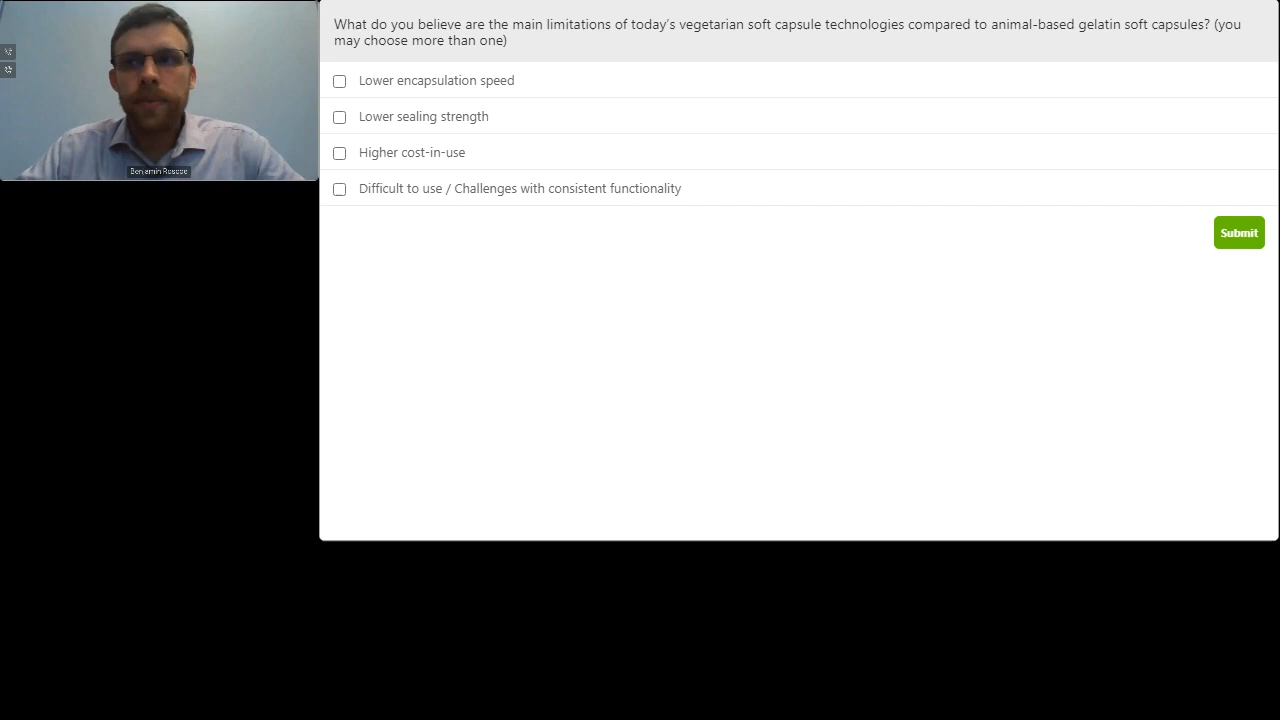 Benjamin Roscoe
What do you believe are the main limitations of today’s vegetarian soft capsule technologies compared to animal-based gelatin soft capsules? (you
may choose more than one)
Lower encapsulation speed
Lower sealing strength
Higher cost-in-use
Difficult to use / Challenges with consistent functionality
Submit